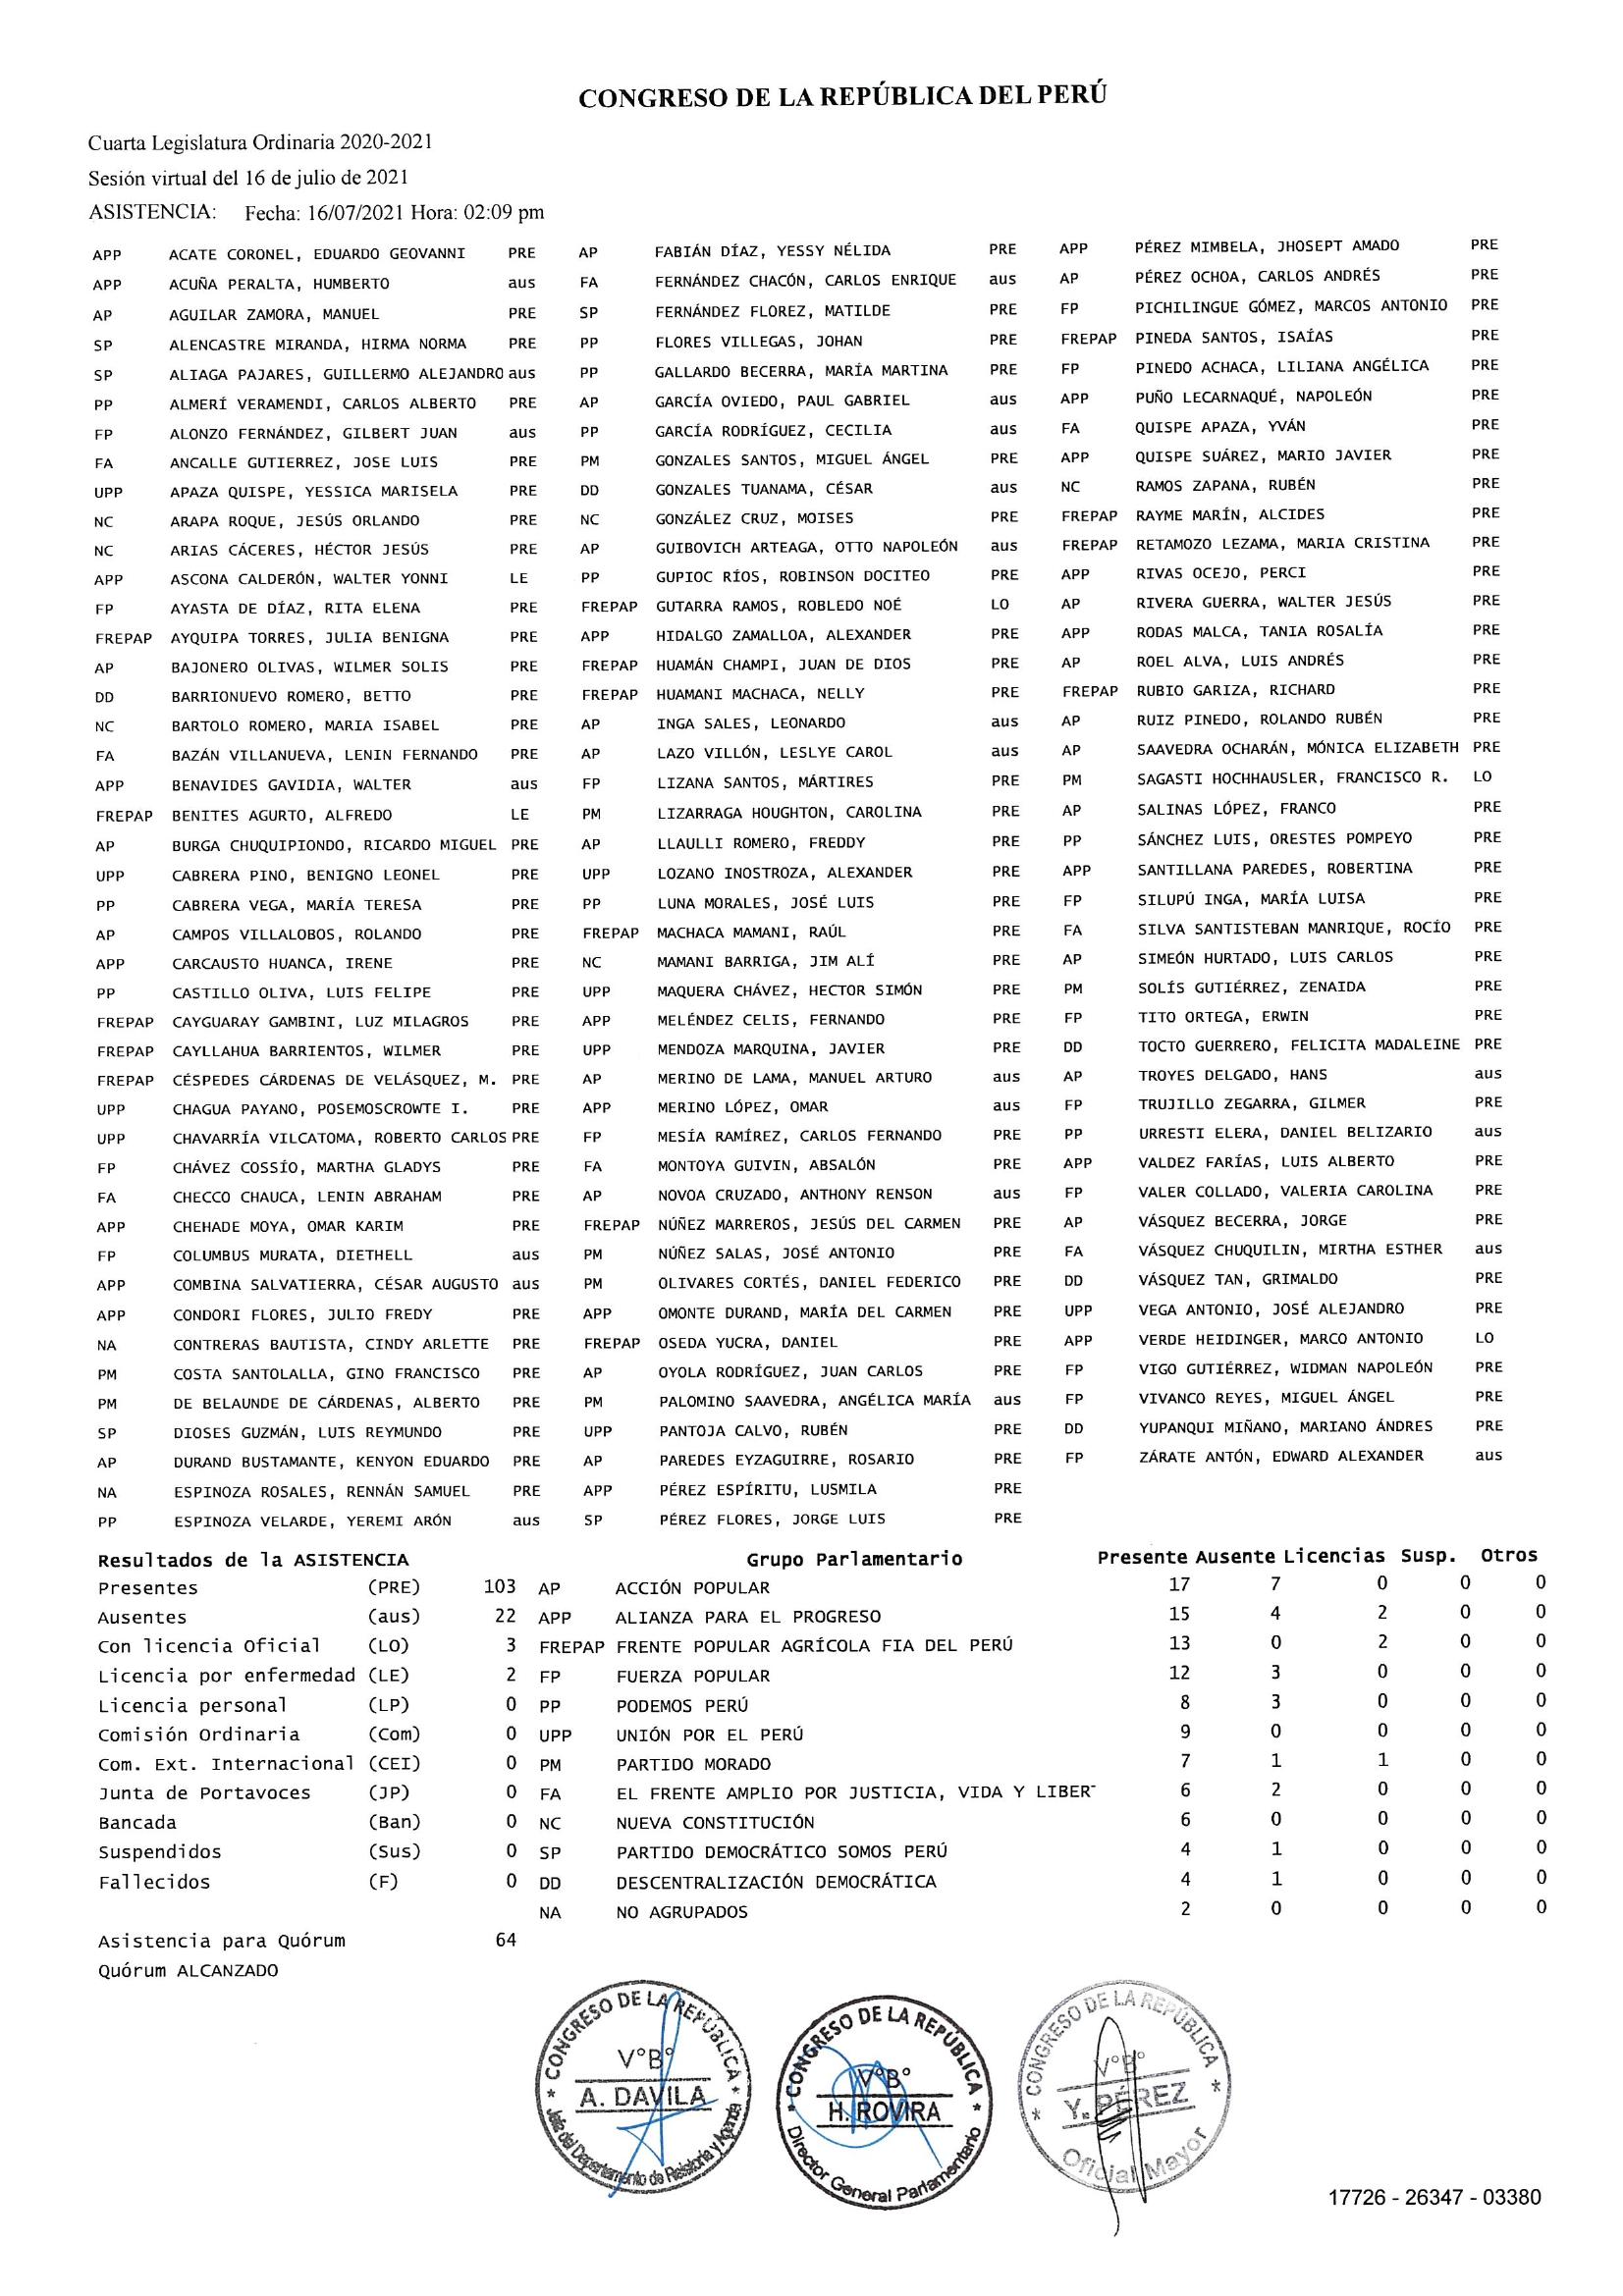 CONGRESO DE LA REPÚBLICA DEL PERÚ
Cuarta Legislatura Ordinaria 2020-2021
Sesión virtual del 16 de julio de 2021
ASISTENCIA: Fecha: 16/07/2021 Hora: 02:09 pm
APP ACATE CORONEL, EDUARDO GEOVANNI PRE AP FABIÁN DÍAZ, YESSY NÉLIDA PRE APP PÉREZ MIMBELA, JHOSEPT AMADO PRE
APP ACUÑA PERALTA, HUMBERTO aus FA FERNÁNDEZ CHACÓN, CARLOS ENRIQUE aus AP PÉREZ OCHOA, CARLOS ANDRÉS PRE
AP AGUILAR ZAMORA, MANUEL PRE SP FERNÁNDEZ FLOREZ, MATILDE PRE FP PICHILINGUE GÓMEZ, MARCOS ANTONIO PRE
SP ALENCASTRE MIRANDA, HIRMA NORMA PRE PP FLORES VILLEGAS, JOHAN PRE FREPAP PINEDA SANTOS, ISAÍAS PRE
SP ALIAGA PAJARES, GUILLERMO ALEJANDRO aus PP GALLARDO BECERRA, MARÍA MARTINA PRE FP PINEDO ACHACA, LILIANA ANGÉLICA PRE
PP ALMERÍ VERAMENDI, CARLOS ALBERTO PRE AP GARCÍA OVIEDO, PAUL GABRIEL aus APP PUÑO LECARNAQUÉ, NAPOLEÓN PRE
FP ALONZO FERNÁNDEZ, GILBERT JUAN aus PP GARCÍA RODRÍGUEZ, CECILIA aus FA QUISPE APAZA, YVÁN PRE
FA ANCALLE GUTIERREZ, JOSE LUIS PRE PM GONZALES SANTOS, MIGUEL ÁNGEL PRE APP QUISPE SUÁREZ, MARIO JAVIER PRE
UPP APAZA QUISPE, YESSICA MARISELA PRE DD GONZALES TUANAMA, CÉSAR aus NC RAMOS ZAPANA, RUBÉN PRE
NC ARAPA ROQUE, JESÚS ORLANDO PRE NC GONZÁLEZ CRUZ, MOISES PRE FREPAP RAYME MARÍN, ALCIDES PRE
NC ARIAS CÁCERES, HÉCTOR JESÚS PRE AP GUIBOVICH ARTEAGA, OTTO NAPOLEÓN aus FREPAP RETAMOZO LEZAMA, MARIA CRISTINA PRE
APP ASCONA CALDERÓN, WALTER YONNI LE PP GUPIOC RÍOS, ROBINSON DOCITEO PRE APP RIVAS OCEJO, PERCI PRE
FP AYASTA DE DÍAZ, RITA ELENA PRE FREPAP GUTARRA RAMOS, ROBLEDO NOÉ LO AP RIVERA GUERRA, WALTER JESÚS PRE
FREPAP AYQUIPA TORRES, JULIA BENIGNA PRE APP HIDALGO ZAMALLOA, ALEXANDER PRE APP RODAS MALCA, TANIA ROSALÍA PRE
AP BAJONERO OLIVAS, WILMER SOLIS PRE FREPAP HUAMÁN CHAMPI, JUAN DE DIOS PRE AP ROEL ALVA, LUIS ANDRÉS PRE
DD BARRIONUEVO ROMERO, BETTO PRE FREPAP HUAMANI MACHACA, NELLY PRE FREPAP RUBIO GARIZA, RICHARD PRE
NC BARTOLO ROMERO, MARIA ISABEL PRE AP INGA SALES, LEONARDO aus AP RUIZ PINEDO, ROLANDO RUBÉN PRE
FA BAZÁN VILLANUEVA, LENIN FERNANDO PRE AP LAZO VILLÓN, LESLYE CAROL aus AP SAAVEDRA OCHARÁN, MÓNICA ELIZABETH PRE
APP BENAVIDES GAVIDIA, WALTER aus FP LIZANA SANTOS, MÁRTIRES PRE PM SAGASTI HOCHHAUSLER, FRANCISCO R. LO
FREPAP BENITES AGURTO, ALFREDO LE PM LIZARRAGA HOUGHTON, CAROLINA PRE AP SALINAS LÓPEZ, FRANCO PRE
AP BURGA CHUQUIPIONDO, RICARDO MIGUEL PRE AP LLAULLI ROMERO, FREDDY PRE PP SÁNCHEZ LUIS, ORESTES POMPEYO PRE
UPP CABRERA PINO, BENIGNO LEONEL PRE UPP LOZANO INOSTROZA, ALEXANDER PRE APP SANTILLANA PAREDES, ROBERTINA PRE
PP CABRERA VEGA, MARÍA TERESA PRE PP LUNA MORALES, JOSÉ LUIS PRE FP SILUPÚ INGA, MARÍA LUISA PRE
AP CAMPOS VILLALOBOS, ROLANDO PRE FREPAP MACHACA MAMANI, RAÚL PRE FA SILVA SANTISTEBAN MANRIQUE, ROCÍO PRE
APP CARCAUSTO HUANCA, IRENE PRE NC MAMANI BARRIGA, JIM ALÍ PRE AP SIMEÓN HURTADO, LUIS CARLOS PRE
PP CASTILLO OLIVA, LUIS FELIPE PRE UPP MAQUERA CHÁVEZ, HECTOR SIMÓN PRE PM SOLÍS GUTIÉRREZ, ZENAIDA PRE
FREPAP CAYGUARAY GAMBINI, LUZ MILAGROS PRE APP MELÉNDEZ CELIS, FERNANDO PRE FP TITO ORTEGA, ERWIN PRE
FREPAP CAYLLAHUA BARRIENTOS, WILMER PRE UPP MENDOZA MARQUINA, JAVIER PRE DD TOCTO GUERRERO, FELICITA MADALEINE PRE
FREPAP CÉSPEDES CÁRDENAS DE VELÁSQUEZ, M. PRE AP MERINO DE LAMA, MANUEL ARTURO aus AP TROYES DELGADO, HANS aus
UPP CHAGUA PAYANO, POSEMOSCROWTE I. PRE APP MERINO LÓPEZ, OMAR aus FP TRUJILLO ZEGARRA, GILMER PRE
UPP CHAVARRÍA VILCATOMA, ROBERTO CARLOS PRE FP MESÍA RAMÍREZ, CARLOS FERNANDO PRE PP URRESTI ELERA, DANIEL BELIZARIO aus
FP CHÁVEZ COSSÍO, MARTHA GLADYS PRE FA MONTOYA GUIVIN, ABSALÓN PRE APP VALDEZ FARÍAS, LUIS ALBERTO PRE
FA CHECCO CHAUCA, LENIN ABRAHAM PRE AP NOVOA CRUZADO, ANTHONY RENSON aus FP VALER COLLADO, VALERIA CAROLINA PRE
APP CHEHADE MOYA, OMAR KARIM PRE FREPAP NÚÑEZ MARREROS, JESÚS DEL CARMEN PRE AP VÁSQUEZ BECERRA, JORGE PRE
FP COLUMBUS MURATA, DIETHELL aus PM NÚÑEZ SALAS, JOSÉ ANTONIO PRE FA VÁSQUEZ CHUQUILIN, MIRTHA ESTHER aus
APP COMBINA SALVATIERRA, CÉSAR AUGUSTO aus PM OLIVARES CORTÉS, DANIEL FEDERICO PRE DD VÁSQUEZ TAN, GRIMALDO PRE
APP CONDORI FLORES, JULIO FREDY PRE APP OMONTE DURAND, MARÍA DEL CARMEN PRE UPP VEGA ANTONIO, JOSÉ ALEJANDRO PRE
NA CONTRERAS BAUTISTA, CINDY ARLETTE PRE FREPAP OSEDA YUCRA, DANIEL PRE APP VERDE HEIDINGER, MARCO ANTONIO LO
PM COSTA SANTOLALLA, GINO FRANCISCO PRE AP OYOLA RODRÍGUEZ, JUAN CARLOS PRE FP VIGO GUTIÉRREZ, WIDMAN NAPOLEÓN PRE
PM DE BELAUNDE DE CÁRDENAS, ALBERTO PRE PM PALOMINO SAAVEDRA, ANGÉLICA MARÍA aus FP VIVANCO REYES, MIGUEL ÁNGEL PRE
SP DIOSES GUZMÁN, LUIS REYMUNDO PRE UPP PANTOJA CALVO, RUBÉN PRE DD YUPANQUI MIÑANO, MARIANO ÁNDRES PRE
AP DURAND BUSTAMANTE, KENYON EDUARDO PRE AP PAREDES EYZAGUIRRE, ROSARIO PRE FP ZÁRATE ANTÓN, EDWARD ALEXANDER aus
NA ESPINOZA ROSALES, RENNÁN SAMUEL PRE APP PÉREZ ESPÍRITU, LUSMILA PRE
PP ESPINOZA VELARDE, YEREMI ARÓN aus SP PÉREZ FLORES, JORGE LUIS PRE
Resultados de la ASISTENCIA Grupo Parlamentario Presente Ausente Licencias Susp. Otros
Presentes (PRE) 103 AP ACCIÓN POPULAR 17 7 0 0 0
Ausentes (aus) 22 APP ALIANZA PARA EL PROGRESO 15 4 2 0 0
Con licencia Oficial (LO) 3 FREPAP FRENTE POPULAR AGRÍCOLA FIA DEL PERÚ 13 0 2 0 0
Licencia por enfermedad (LE) 2 FP FUERZA POPULAR 12 3 0 0 0
Licencia personal (LP) 0 PP PODEMOS PERÚ 8 3 0 0 0
Comisión Ordinaria (Com) 0 UPP UNIÓN POR EL PERÚ 9 0 0 0 0
Com. Ext. Internacional (CEI) 0 PM PARTIDO MORADO 7 1 1 0 0
Junta de Portavoces (JP) 0 FA EL FRENTE AMPLIO POR JUSTICIA, VIDA Y LIBER 6 2 0 0 0
Bancada (Ban) 0 NC NUEVA CONSTITUCIÓN 6 0 0 0 0
Suspendidos (Sus) 0 SP PARTIDO DEMOCRÁTICO SOMOS PERÚ 4 1 0 0 0
Fallecidos (F) 0 DD DESCENTRALIZACIÓN DEMOCRÁTICA 4 1 0 0 0
NA NO AGRUPADOS 2 0 0 0 0
Asistencia para Quórum 64
Quórum ALCANZADO
* CONGRESO DE LA REPÚBLICA *
V°B°
A. DAVILA
Jefa del Departamento de Relatoría y Agenda
* CONGRESO DE LA REPÚBLICA *
V°B°
H. ROVIRA
Director General Parlamentario
* CONGRESO DE LA REPÚBLICA *
V°B°
Y. PÉREZ
Oficial Mayor
17726 - 26347 - 03380